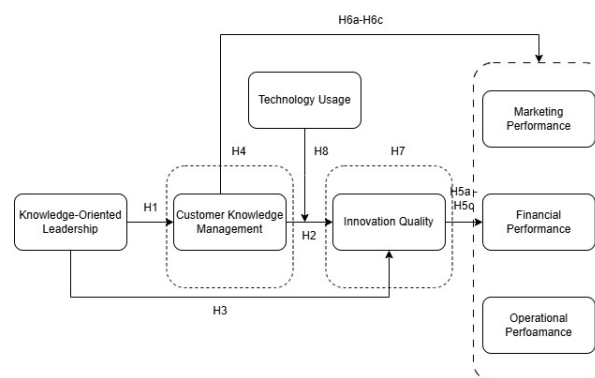 H6a-H6c
Technology Usage
Marketing
Performance
H4
H8
H7
H5a -
H5c
Knowledge-Oriented
Leadership
H1
Customer Knowledge
Management
H2
Innovation Quality
Financial
Performance
H3
Operational
Perfoamance